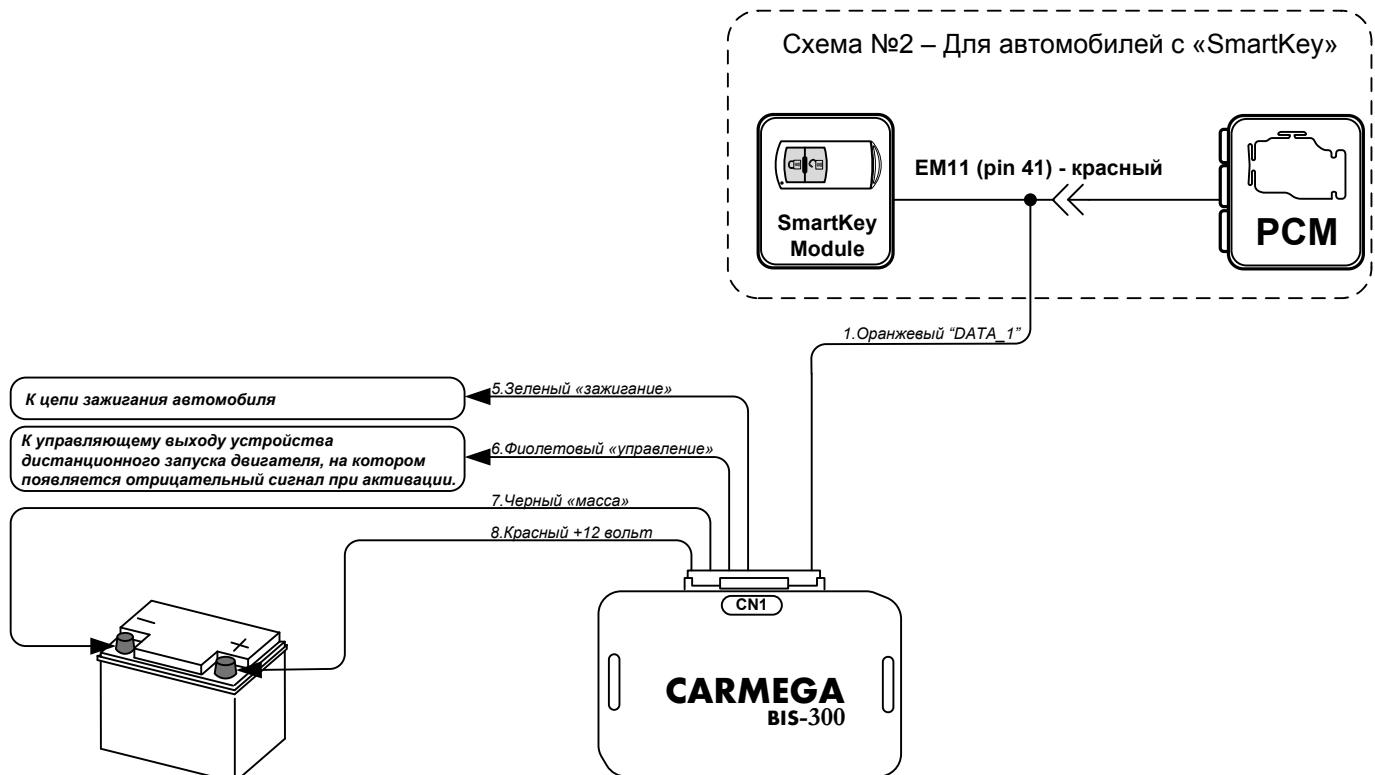 Схема №2 – Для автомобилей с «SmartKey»
SmartKey
Module
EM11 (pin 41) - красный
PCM
1.Оранжевый “DATA_1”
К цепи зажигания автомобиля
5.Зеленый «зажигание»
К управляющему выходу устройства
дистанционного запуска двигателя, на котором
появляется отрицательный сигнал при активации.
6.Фиолетовый «управление»
7.Черный «масса»
8.Красный +12 вольт
CN1
CARMEGA
BIS-300